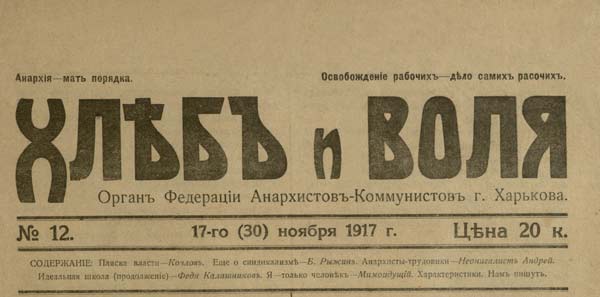 Анархія—мать порядка. Освобожденіе рабочихъ—дѣло самихъ расочихъ.
ХЛѢБЪ и ВОЛЯ
Органъ Федераціи Анархистовъ-Коммунистовъ г. Харькова.
№ 12. 17-го (30) ноября 1917 г. Цѣна 20 к.
СОДЕРЖАНІЕ: Пляска власти—Козловъ. Еще о синдикализмѣ—Б. Рыжинъ. Анархисты-трудовики—Неонигалистъ Андрей.
Идеальная школа (продолженіе)—Федя Калашниковъ. Я—только человѣкъ—Мимоидущій. Характеристики. Намъ пишутъ.